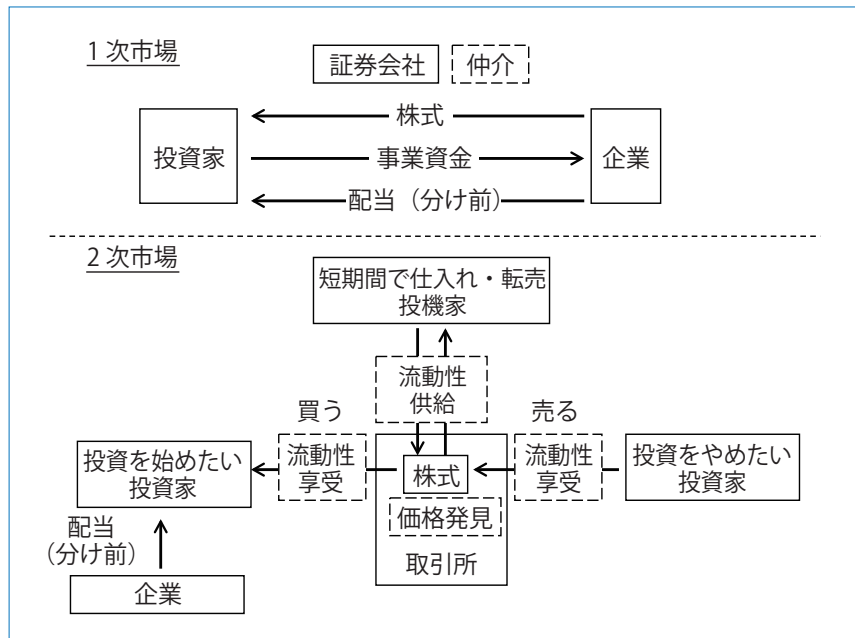 1次市場
証券会社 仲介
株式
投資家 事業資金 企業
配当（分け前）
2次市場
短期間で仕入れ・転売
投機家
流動性
供給
買う 売る
投資を始めたい
投資家
流動性
享受
株式
流動性
享受
投資をやめたい
投資家
価格発見
取引所
配当
（分け前）
企業